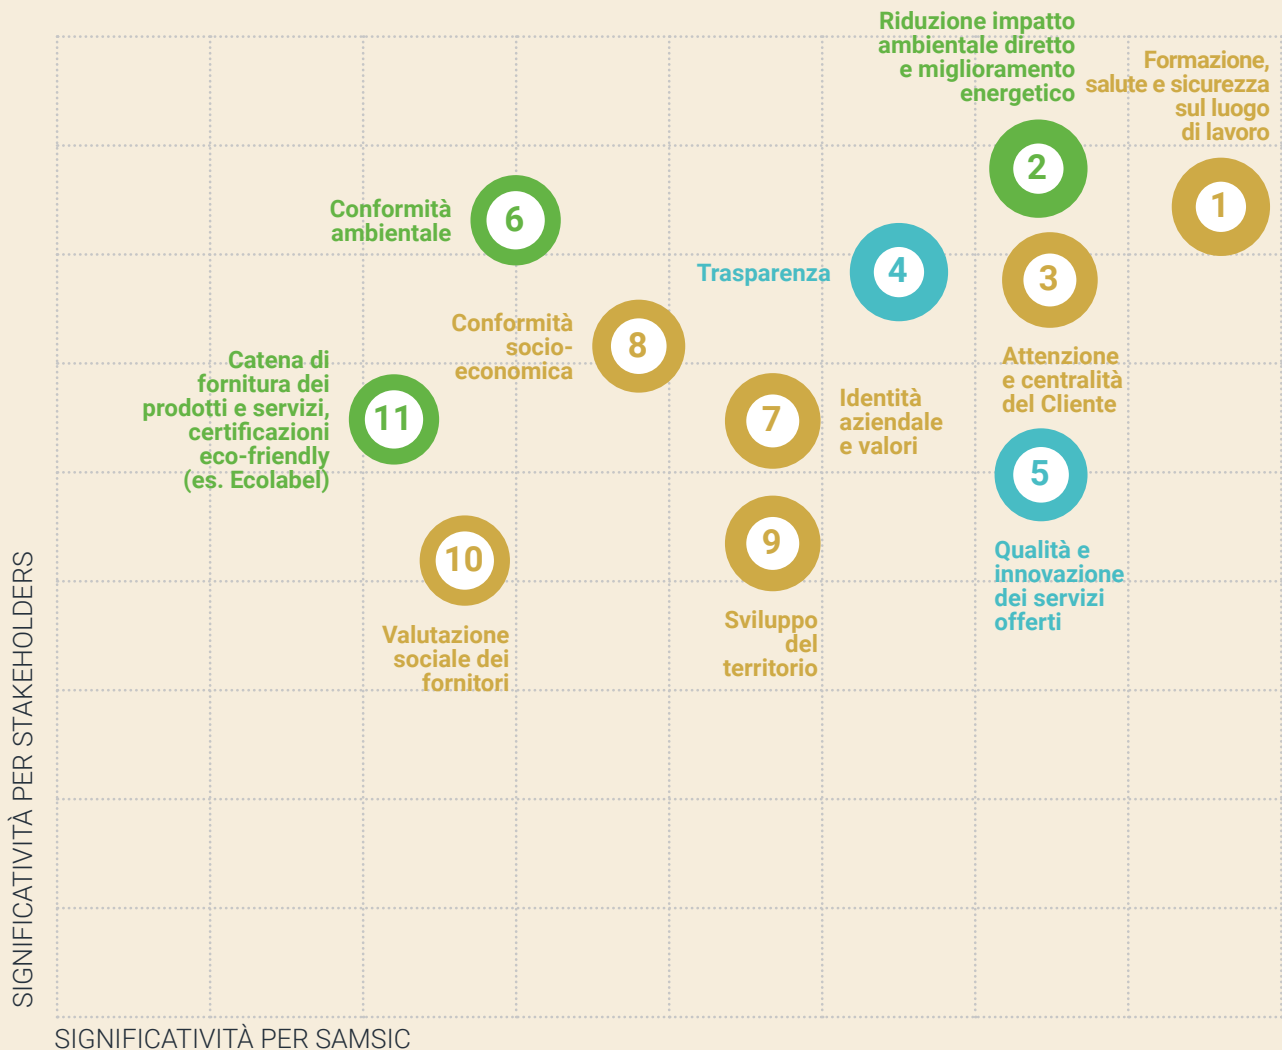 Riduzione impatto
ambientale diretto
e miglioramento
energetico
Formazione,
salute e sicurezza
sul luogo
di lavoro
2
1
Conformità
ambientale
6
Trasparenza
4
3
Attenzione
e centralità
del Cliente
Conformità
socio-
economica
8
Catena di
fornitura dei
prodotti e servizi,
certificazioni
eco-friendly
(es. Ecolabel)
11
7
Identità
aziendale
e valori
5
Qualità e
innovazione
dei servizi
offerti
10
Valutazione
sociale dei
fornitori
9
Sviluppo
del
territorio
SIGNIFICATIVITÀ PER STAKEHOLDERS
SIGNIFICATIVITÀ PER SAMSIC